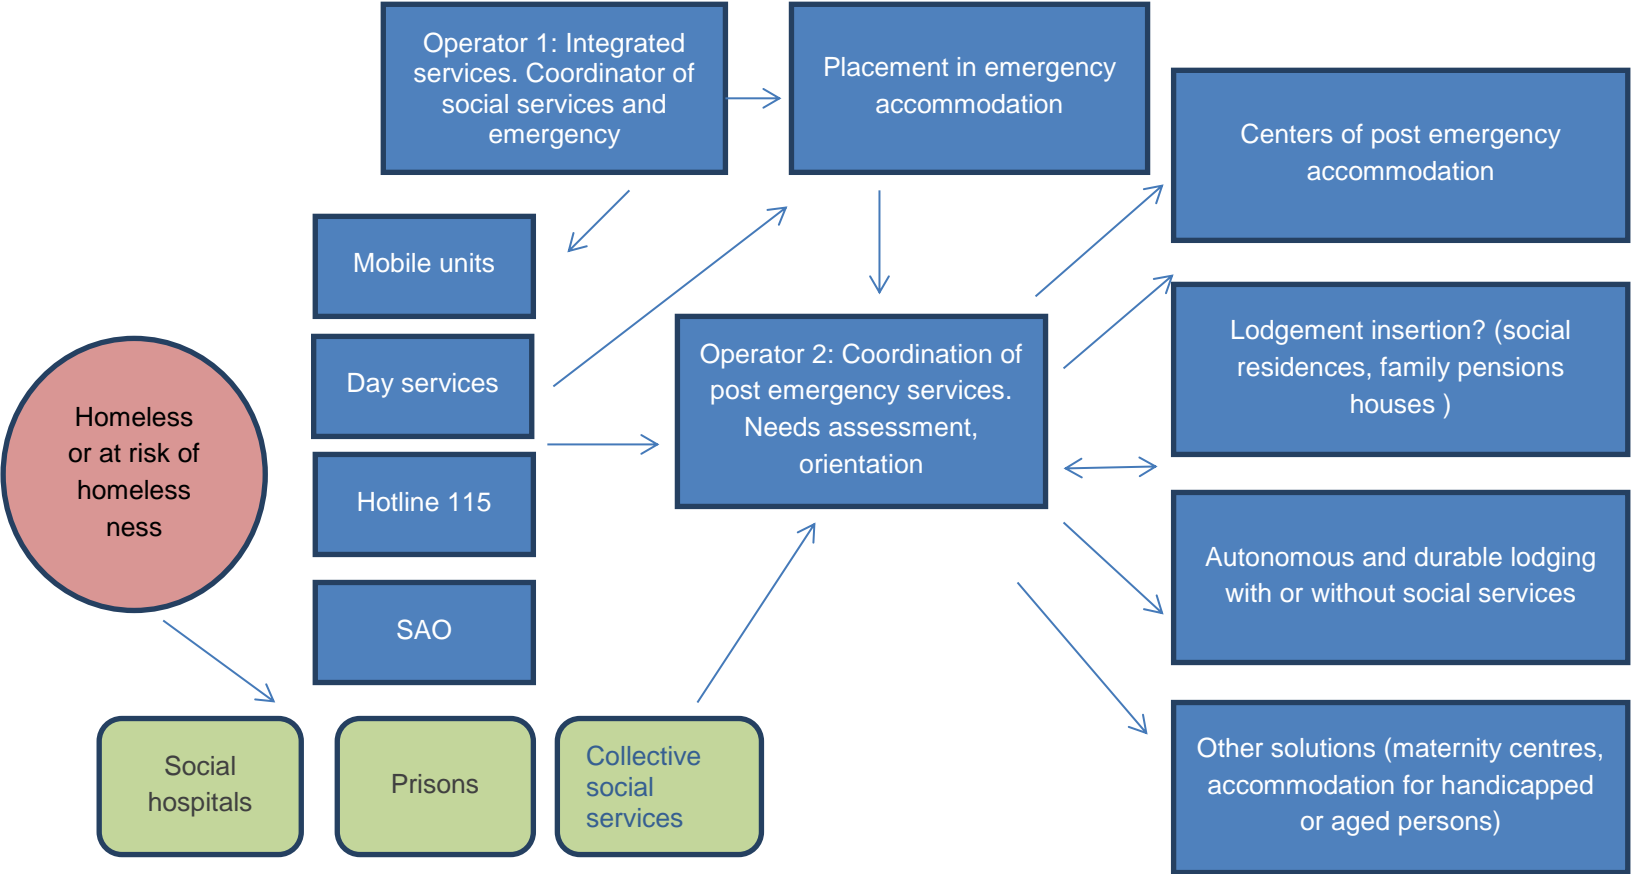 Operator 1: Integrated
services. Coordinator of
social services and
emergency
Placement in emergency
accommodation
Centers of post emergency
accommodation
Mobile units
Day services
Hotline 115
SAO
Homeless
or at risk of
homeless
ness
Operator 2: Coordination of
post emergency services.
Needs assessment,
orientation
Lodgement insertion? (social
residences, family pensions
houses )
Autonomous and durable lodging
with or without social services
Other solutions (maternity centres,
accommodation for handicapped
or aged persons)
Social
hospitals
Prisons
Collective
social
services